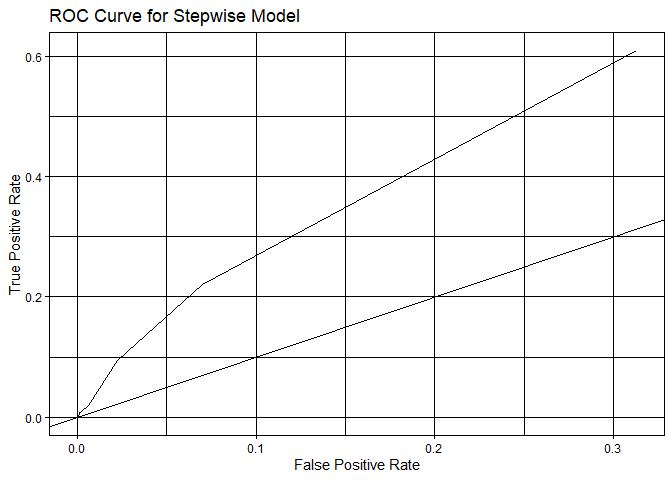 ROC Curve for Stepwise Model
True Positive Rate
0.6
0.4
0.2
0.0
0.0 0.1 0.2 0.3
False Positive Rate